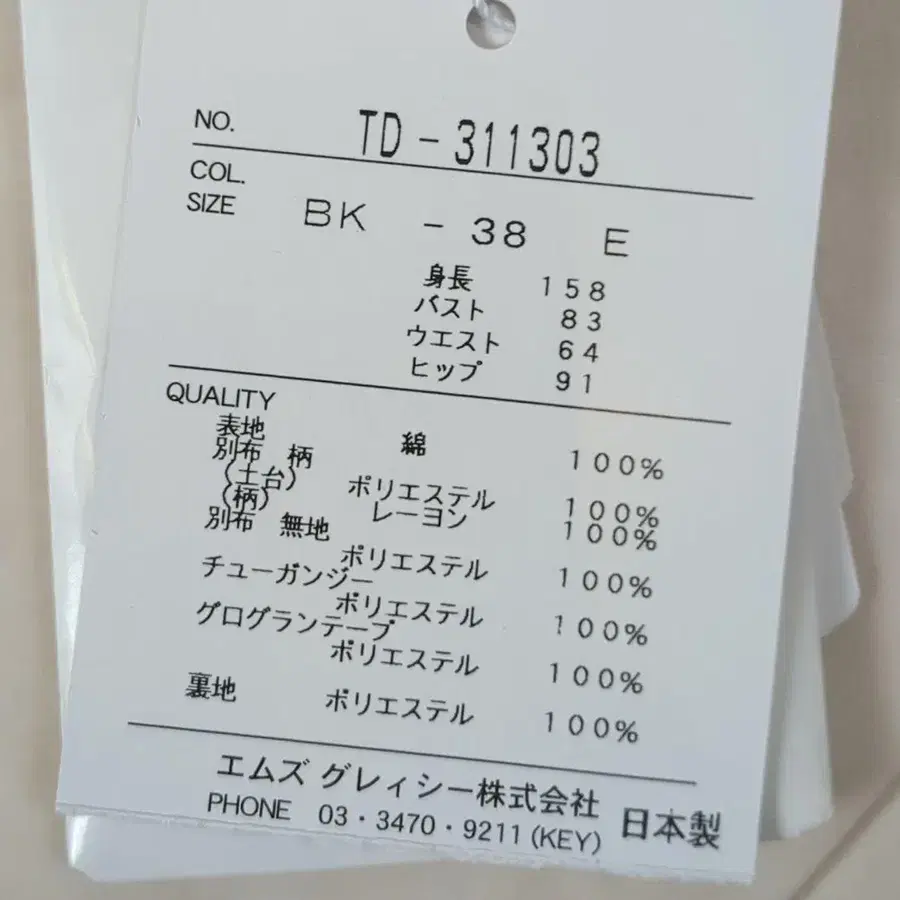 NO. TD-311303
COL.
SIZE BK - 38 E
身長 158
バスト 83
ウエスト 64
ヒップ 91
QUALITY
表地 綿 100%
別布 柄
(土台) ポリエステル 100%
(柄) レーヨン 100%
別布 無地
ポリエステル 100%
チューガンジー
ポリエステル 100%
グログランテープ
ポリエステル 100%
裏地 ポリエステル 100%
エムズ グレィシー株式会社
PHONE 03・3470・9211(KEY) 日本製